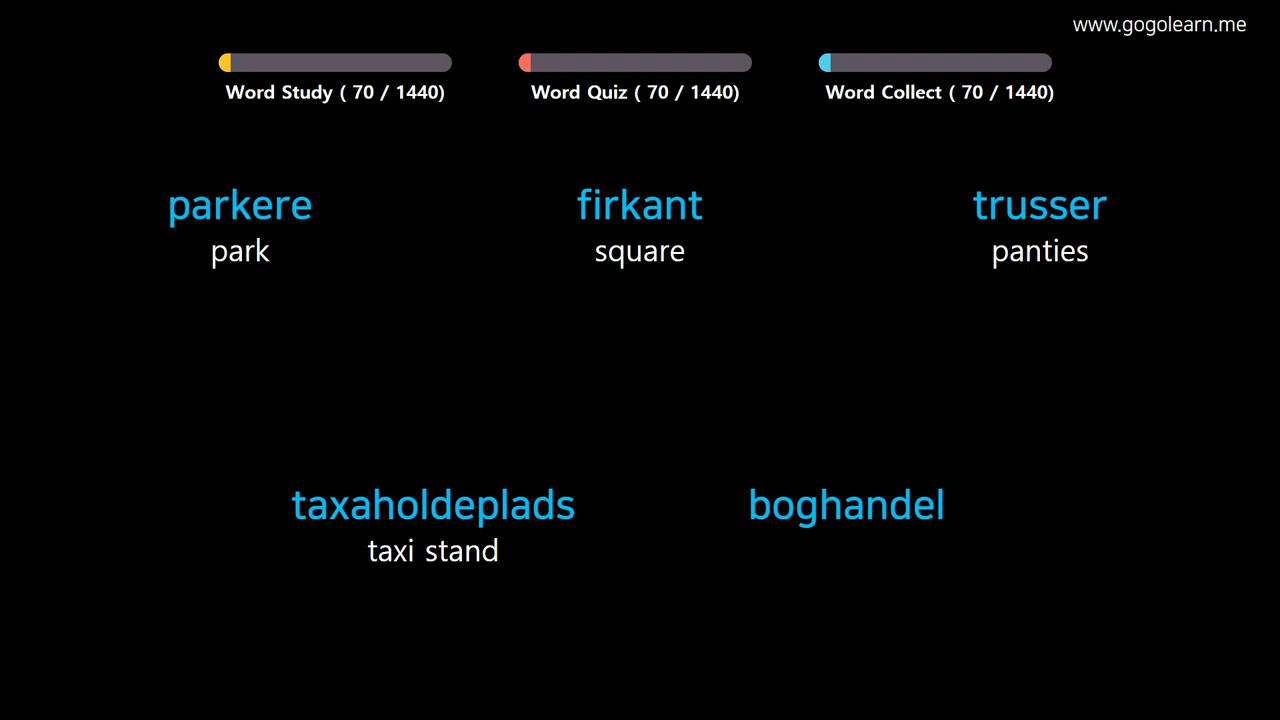 www.gogolearn.me
Word Study ( 70 / 1440)
Word Quiz ( 70 / 1440)
Word Collect ( 70 / 1440)
parkere
park
firkant
square
trusser
panties
taxaholdeplads
taxi stand
boghandel